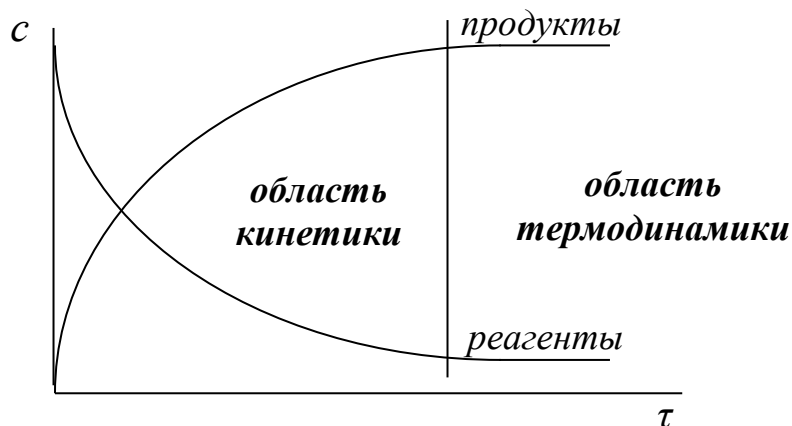 c
продукты
область
кинетики
область
термодинамики
реагенты
τ